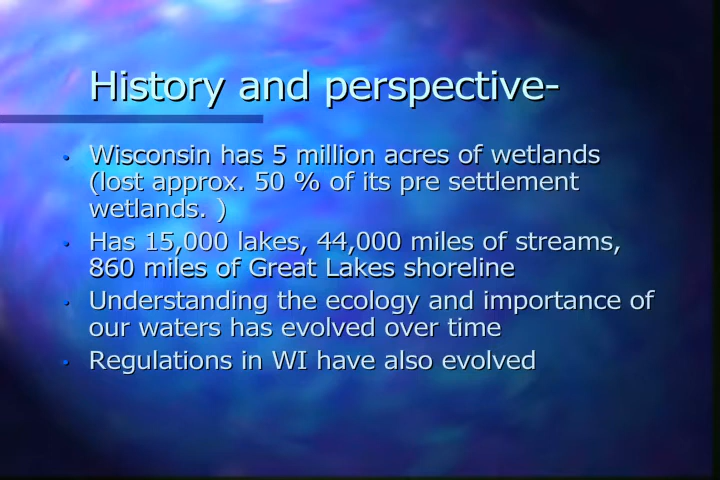 History and perspective-
• Wisconsin has 5 million acres of wetlands
(lost approx. 50 % of its pre settlement
wetlands. )
• Has 15,000 lakes, 44,000 miles of streams,
860 miles of Great Lakes shoreline
• Understanding the ecology and importance of
our waters has evolved over time
• Regulations in WI have also evolved